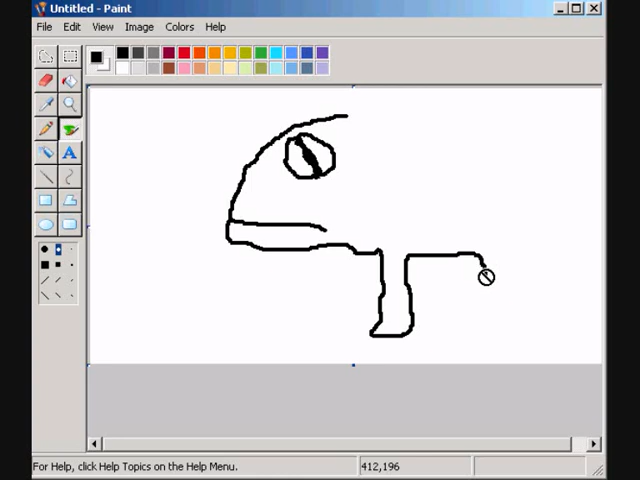 Untitled - Paint
File Edit View Image Colors Help
A
For Help, click Help Topics on the Help Menu. 412,196